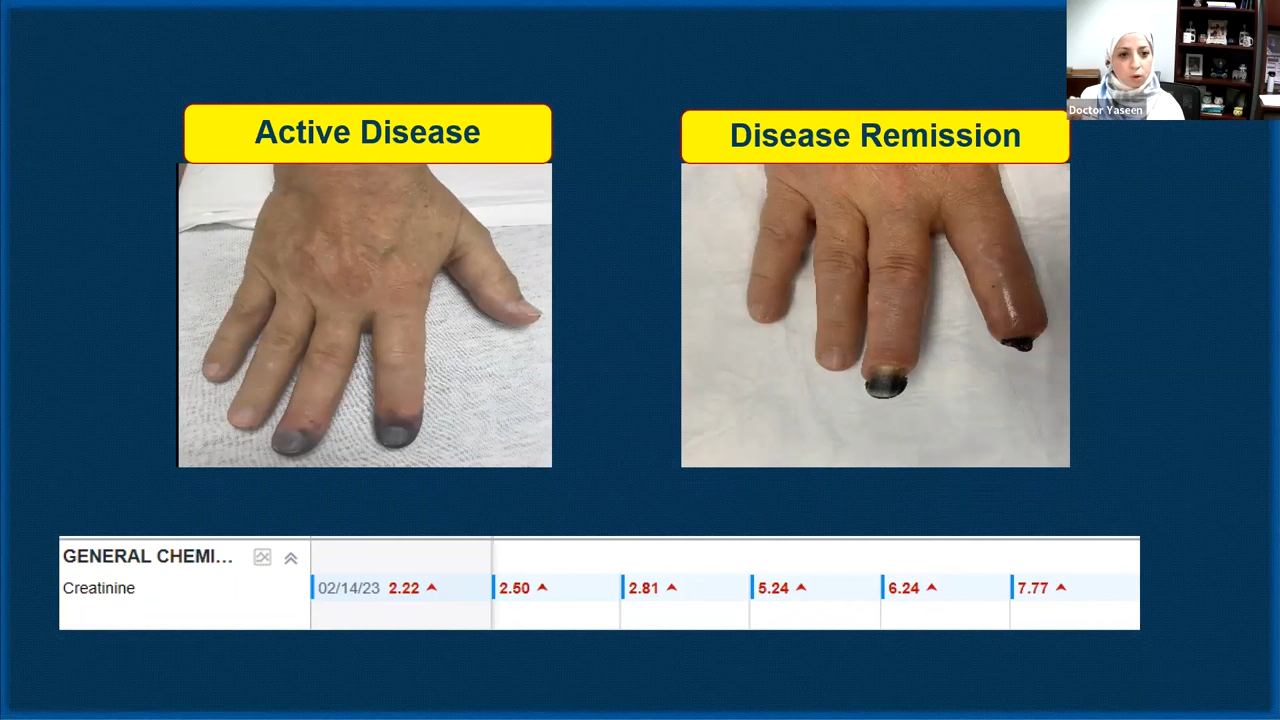 Doctor Yaseen
Active Disease
Disease Remission
GENERAL CHEMI...
Creatinine 02/14/23 2.22 2.50 2.81 5.24 6.24 7.77